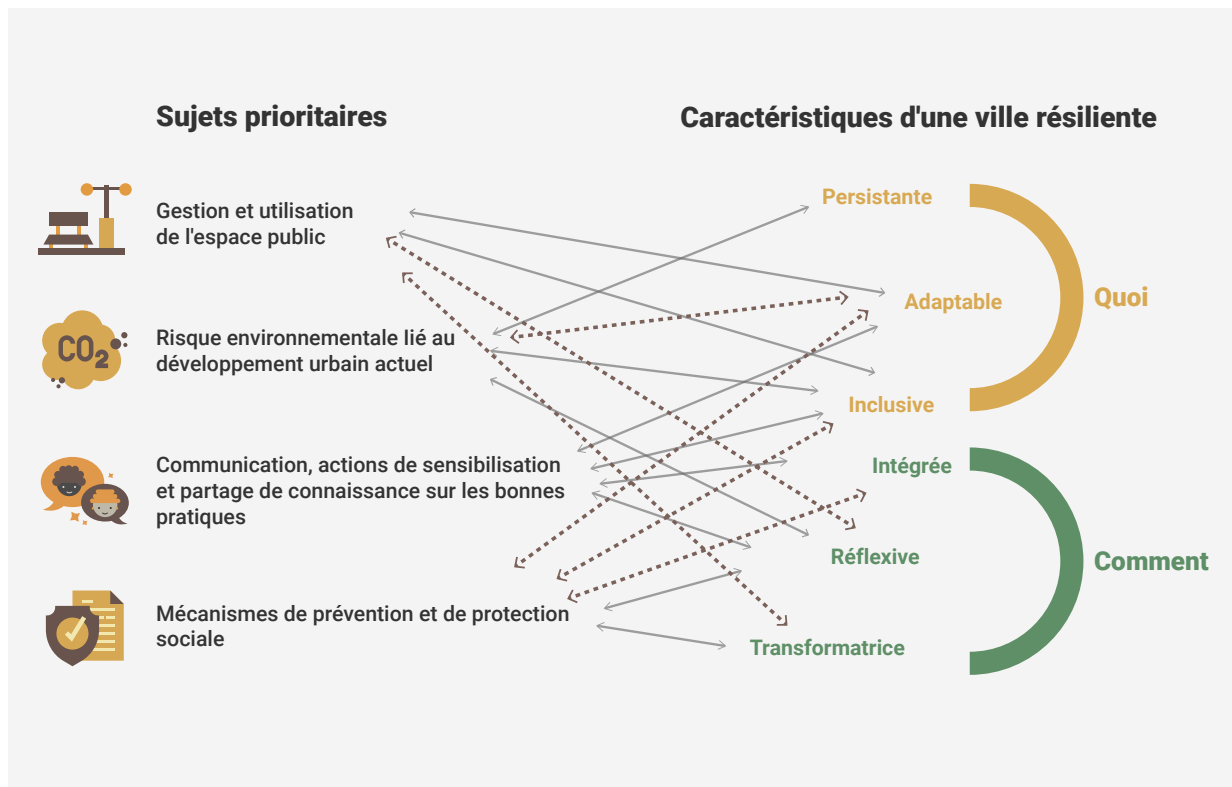 Sujets prioritaires
Gestion et utilisation
de l'espace public
CO2
Risque environnementale lié au
développement urbain actuel
Communication, actions de sensibilisation
et partage de connaissance sur les bonnes
pratiques
Mécanismes de prévention et de protection
sociale
Caractéristiques d'une ville résiliente
Persistante
Adaptable
Inclusive
Quoi
Intégrée
Réflexive
Transformatrice
Comment